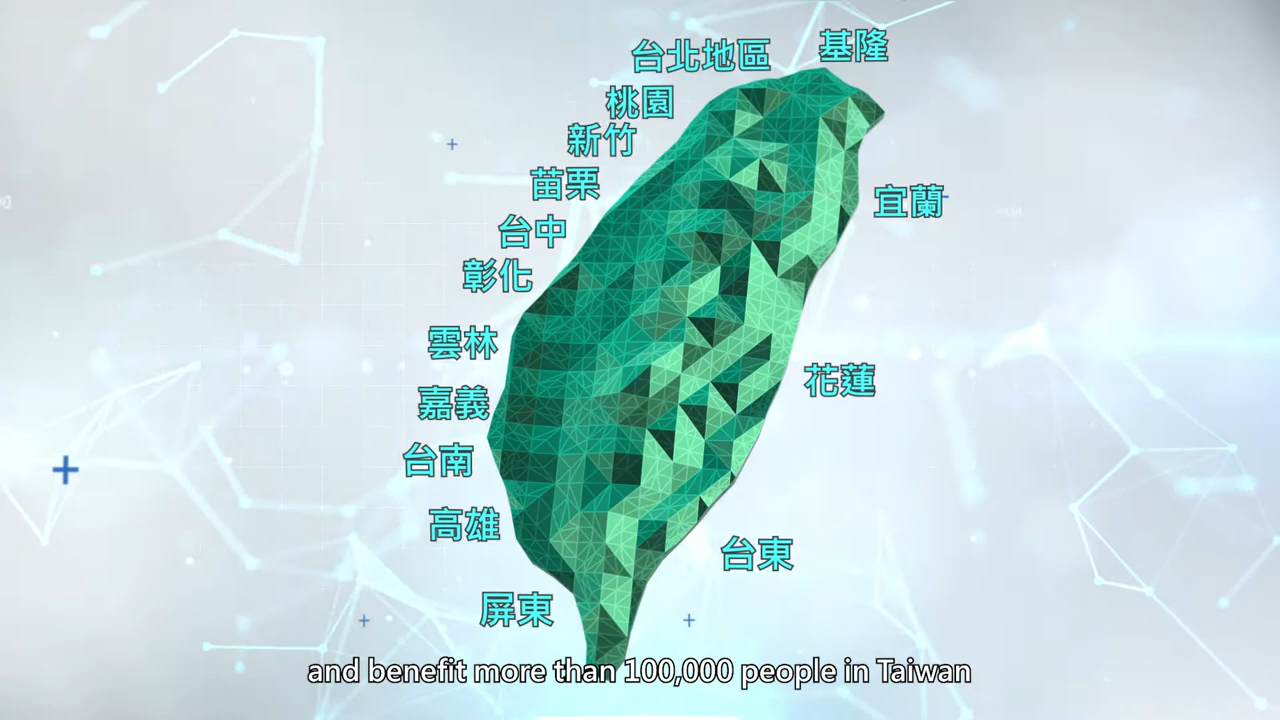 台北地區
基隆
桃園
新竹
苗栗
宜蘭
台中
彰化
雲林
花蓮
嘉義
台南
高雄
台東
屏東
and benefit more than 100,000 people in Taiwan